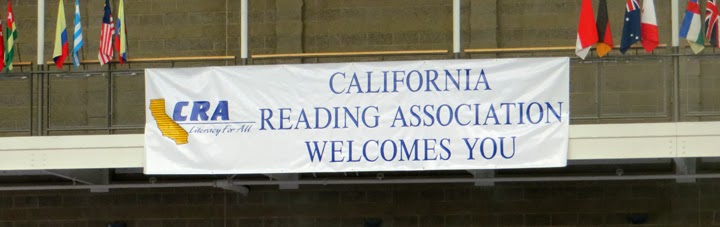 CRA
Literacy For All
CALIFORNIA
READING ASSOCIATION
WELCOMES YOU